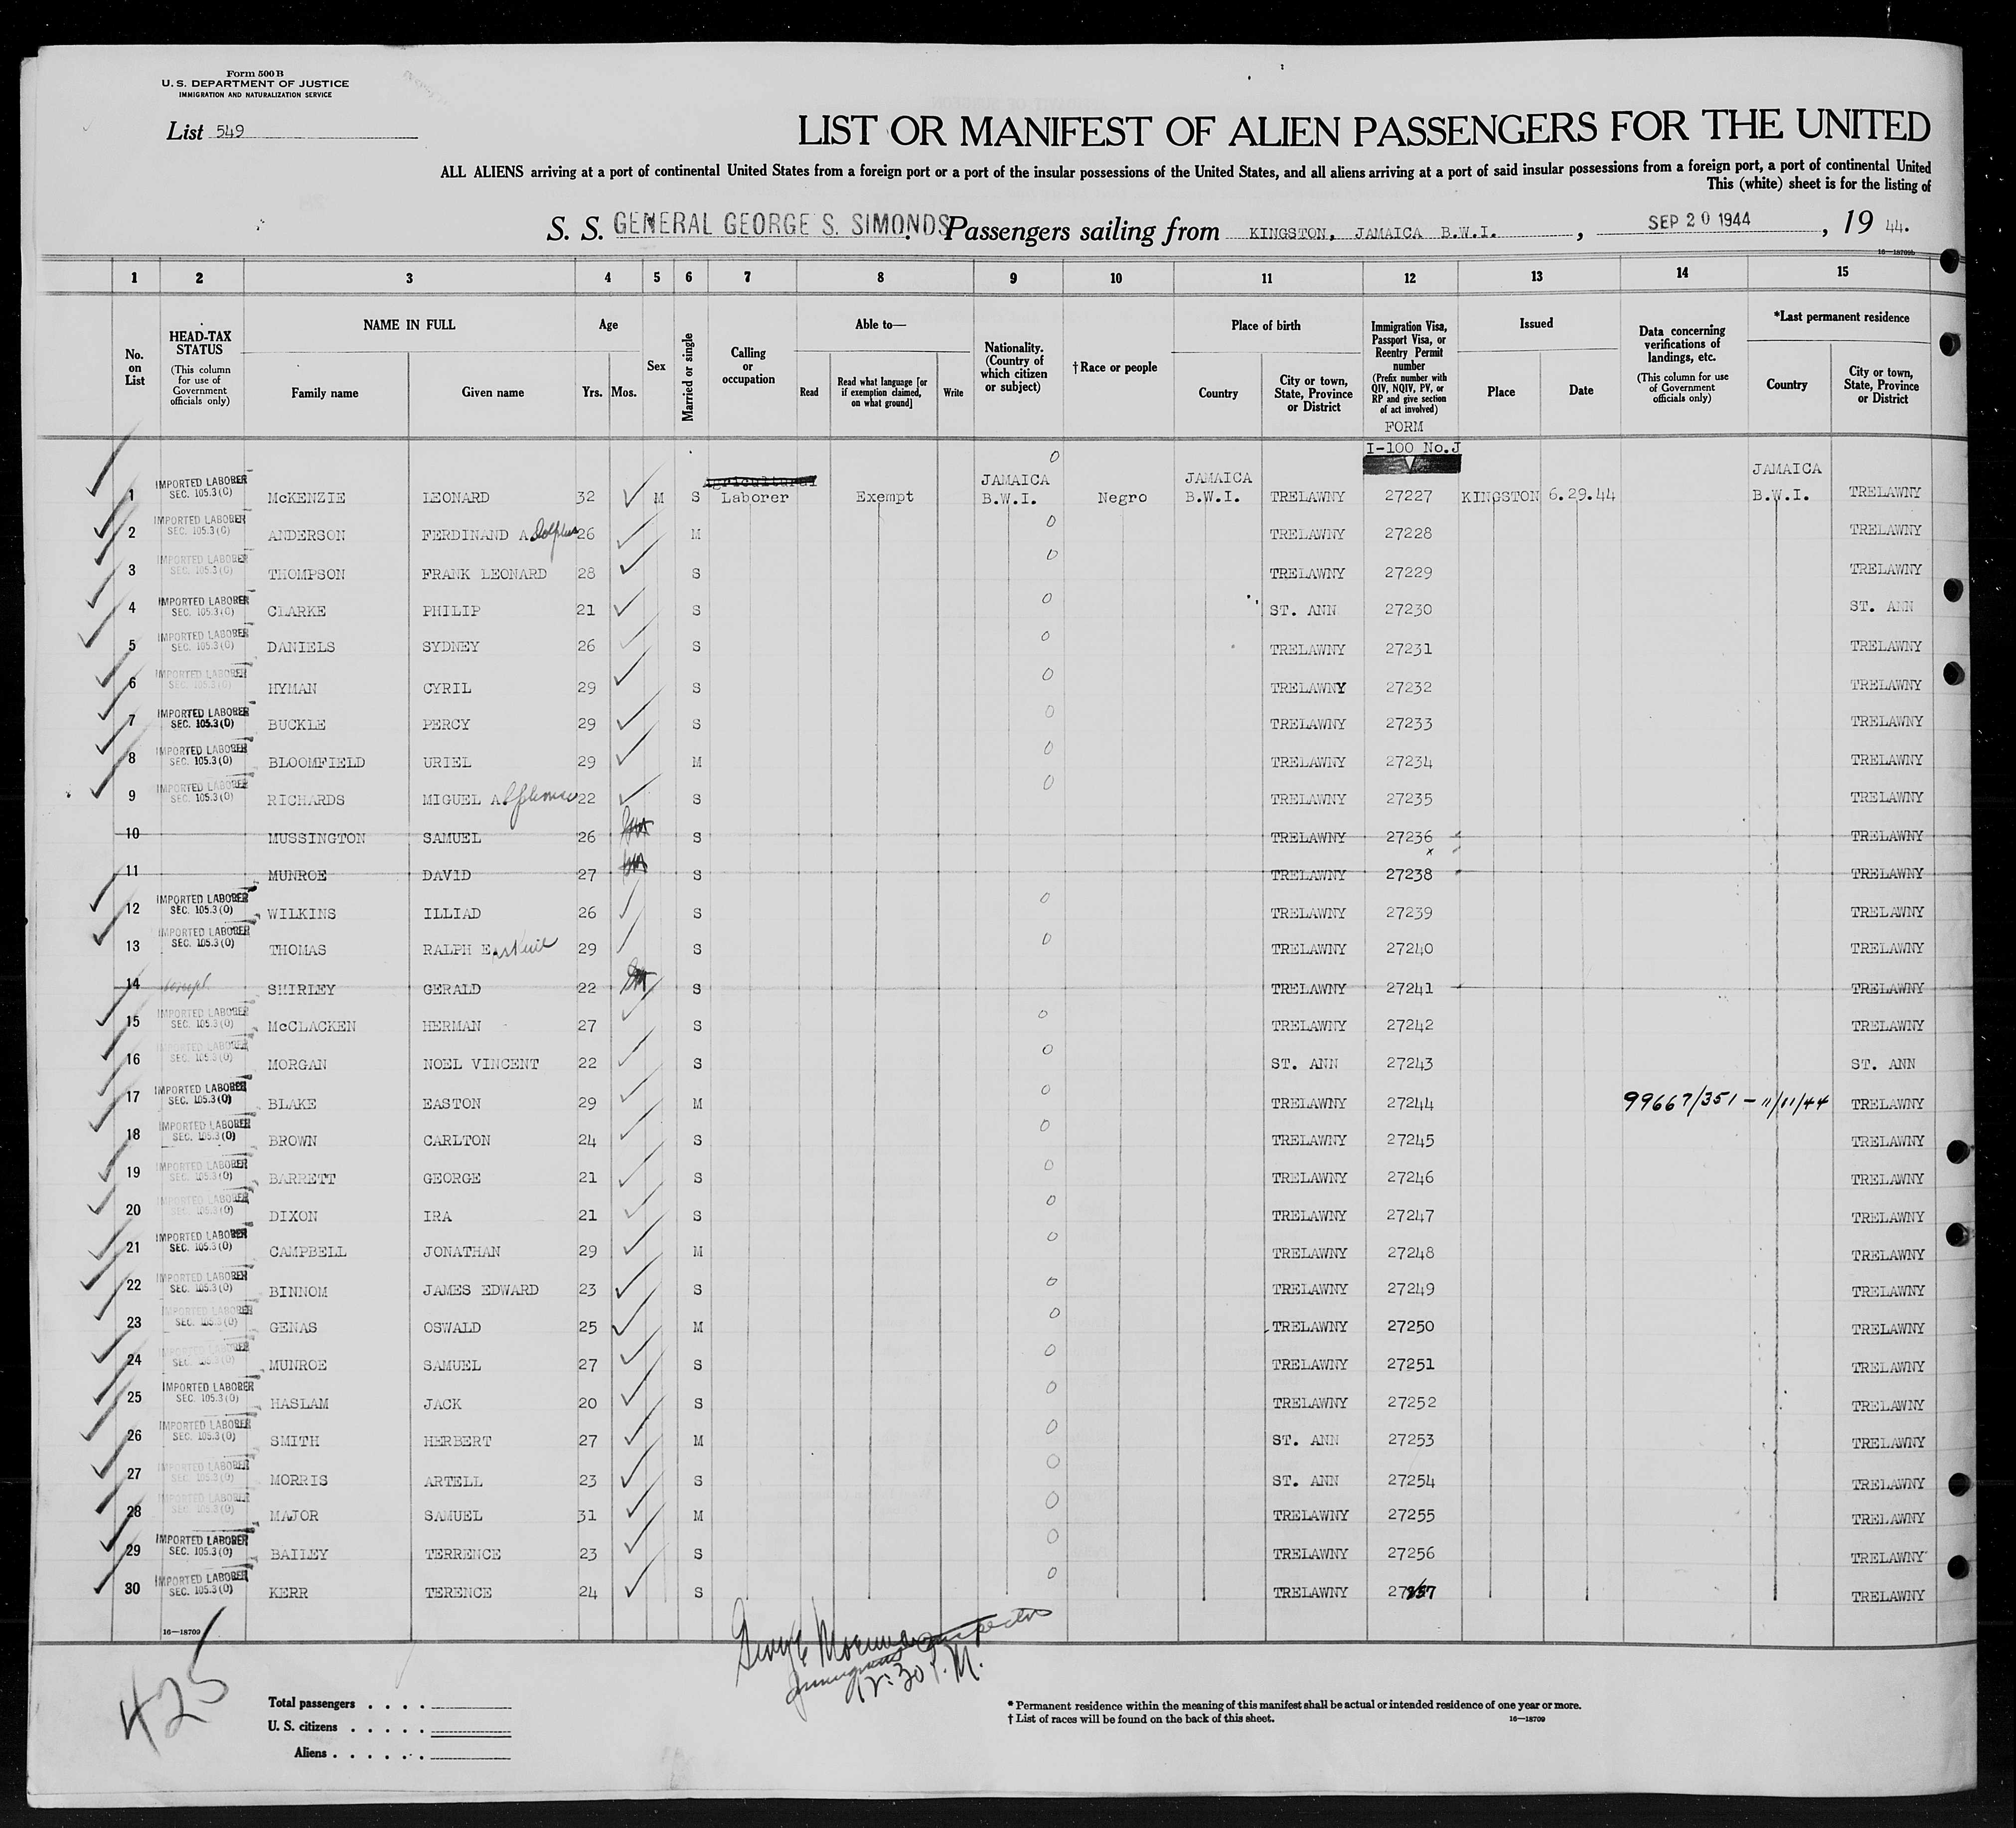 Form 500 B
U. S. DEPARTMENT OF JUSTICE
IMMIGRATION AND NATURALIZATION SERVICE
List 549
LIST OR MANIFEST OF ALIEN PASSENGERS FOR THE UNITED
ALL ALIENS arriving at a port of continental United States from a foreign port or a port of the insular possessions of the United States, and all aliens arriving at a port of said insular possessions from a foreign port, a port of continental United
This (white) sheet is for the listing of
S. S. GENERAL GEORGE S. SIMONDS. Passengers sailing from KINGSTON, JAMAICA B.W.I., SEP 20 1944, 19 44.
16—18709b
1 2 3 4 5 6 7 8 9 10 11 12 13 14 15
No. on List
HEAD-TAX STATUS (This column for use of Government officials only)
NAME IN FULL Family name Given name
Age Yrs. Mos.
Sex
Married or single
Calling or occupation
Able to— Read Read what language [or if exemption claimed, on what ground] Write
Nationality. (Country of which citizen or subject)
† Race or people
Place of birth Country City or town, State, Province or District
Immigration Visa, Passport Visa, or Reentry Permit number (Prefix number with QIV, NQIV, PV, or RP and give section of act involved)
FORM I-100 No.J
Issued Place Date
Data concerning verifications of landings, etc. (This column for use of Government officials only)
*Last permanent residence Country City or town, State, Province or District
1 IMPORTED LABORER SEC. 105.3 (C) McKENZIE LEONARD 32 M S Agricultural Laborer Exempt 0 JAMAICA B.W.I. Negro JAMAICA B.W.I. TRELAWNY 27227 KINGSTON 6.29.44 JAMAICA B.W.I. TRELAWNY
2 IMPORTED LABORER SEC. 105.3 (C) ANDERSON FERDINAND Adolphus 26 M 0 TRELAWNY 27228 TRELAWNY
3 IMPORTED LABORER SEC. 105.3 (C) THOMPSON FRANK LEONARD 28 S 0 TRELAWNY 27229 TRELAWNY
4 IMPORTED LABORER SEC. 105.3 (C) CLARKE PHILIP 21 S 0 ST. ANN 27230 ST. ANN
5 IMPORTED LABORER SEC. 105.3 (C) DANIELS SYDNEY 26 S 0 TRELAWNY 27231 TRELAWNY
6 IMPORTED LABORER SEC. 105.3 (C) HYMAN CYRIL 29 S 0 TRELAWNY 27232 TRELAWNY
7 IMPORTED LABORER SEC. 105.3 (O) BUCKLE PERCY 29 S 0 TRELAWNY 27233 TRELAWNY
8 IMPORTED LABORER SEC. 105.3 (O) BLOOMFIELD URIEL 29 M 0 TRELAWNY 27234 TRELAWNY
9 IMPORTED LABORER SEC. 105.3 (O) RICHARDS MIGUEL 22 S 0 TRELAWNY 27235 TRELAWNY
10 MUSSINGTON SAMUEL 26 S TRELAWNY 27236 TRELAWNY
11 MUNROE DAVID 27 S TRELAWNY 27238 TRELAWNY
12 IMPORTED LABORER SEC. 105.3 (O) WILKINS ILLIAD 26 S 0 TRELAWNY 27239 TRELAWNY
13 IMPORTED LABORER SEC. 105.3 (O) THOMAS RALPH Erskine 29 S 0 TRELAWNY 27240 TRELAWNY
14 SHIRLEY GERALD 22 S TRELAWNY 27241 TRELAWNY
15 IMPORTED LABORER SEC. 105.3 (O) McCLACKEN HERMAN 27 S 0 TRELAWNY 27242 TRELAWNY
16 IMPORTED LABORER SEC. 105.3 (O) MORGAN NOEL VINCENT 22 S 0 ST. ANN 27243 ST. ANN
17 IMPORTED LABORER SEC. 105.3 (O) BLAKE EASTON 29 M 0 TRELAWNY 27244 99667/351 - 11/11/44 TRELAWNY
18 IMPORTED LABORER SEC. 105.3 (O) BROWN CARLTON 24 S 0 TRELAWNY 27245 TRELAWNY
19 IMPORTED LABORER SEC. 105.3 (O) BARRETT GEORGE 21 S 0 TRELAWNY 27246 TRELAWNY
20 IMPORTED LABORER SEC. 105.3 (O) DIXON IRA 21 S 0 TRELAWNY 27247 TRELAWNY
21 IMPORTED LABORER SEC. 105.3 (O) CAMPBELL JONATHAN 29 M 0 TRELAWNY 27248 TRELAWNY
22 IMPORTED LABORER SEC. 105.3 (O) BINNOM JAMES EDWARD 23 S 0 TRELAWNY 27249 TRELAWNY
23 IMPORTED LABORER SEC. 105.3 (O) GENAS OSWALD 25 M 0 TRELAWNY 27250 TRELAWNY
24 IMPORTED LABORER SEC. 105.3 (O) MUNROE SAMUEL 27 S 0 TRELAWNY 27251 TRELAWNY
25 IMPORTED LABORER SEC. 105.3 (O) HASLAM JACK 20 S 0 TRELAWNY 27252 TRELAWNY
26 IMPORTED LABORER SEC. 105.3 (O) SMITH HERBERT 27 M 0 ST. ANN 27253 TRELAWNY
27 IMPORTED LABORER SEC. 105.3 (O) MORRIS ARTELL 23 S 0 ST. ANN 27254 TRELAWNY
28 IMPORTED LABORER SEC. 105.3 (O) MAJOR SAMUEL 31 M 0 TRELAWNY 27255 TRELAWNY
29 IMPORTED LABORER SEC. 105.3 (O) BAILEY TERRENCE 23 S 0 TRELAWNY 27256 TRELAWNY
30 IMPORTED LABORER SEC. 105.3 (O) KERR TERENCE 24 S 0 TRELAWNY 27257 TRELAWNY
16—18709
George Inspector
Immigration
12:30 P.M.
425
Total passengers . . . .
U. S. citizens . . . . .
Aliens . . . . . .
* Permanent residence within the meaning of this manifest shall be actual or intended residence of one year or more.
† List of races will be found on the back of this sheet.
16—18709